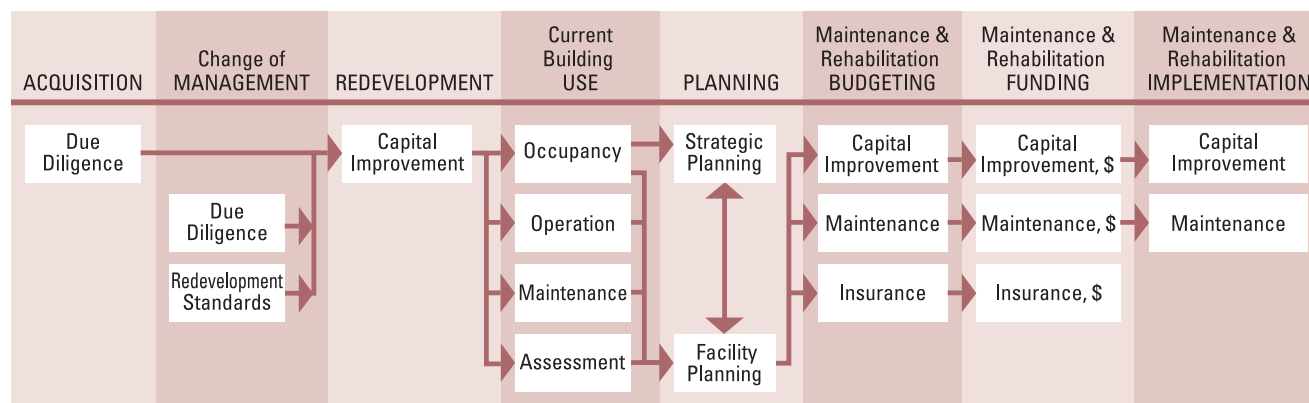 ACQUISITION
Change of
MANAGEMENT
REDEVELOPMENT
Current
Building
USE
PLANNING
Maintenance &
Rehabilitation
BUDGETING
Maintenance &
Rehabilitation
FUNDING
Maintenance &
Rehabilitation
IMPLEMENTATION
Due
Diligence
Due
Diligence
Redevelopment
Standards
Capital
Improvement
Occupancy
Operation
Maintenance
Assessment
Strategic
Planning
Facility
Planning
Capital
Improvement
Maintenance
Insurance
Capital
Improvement, $
Maintenance, $
Insurance, $
Capital
Improvement
Maintenance